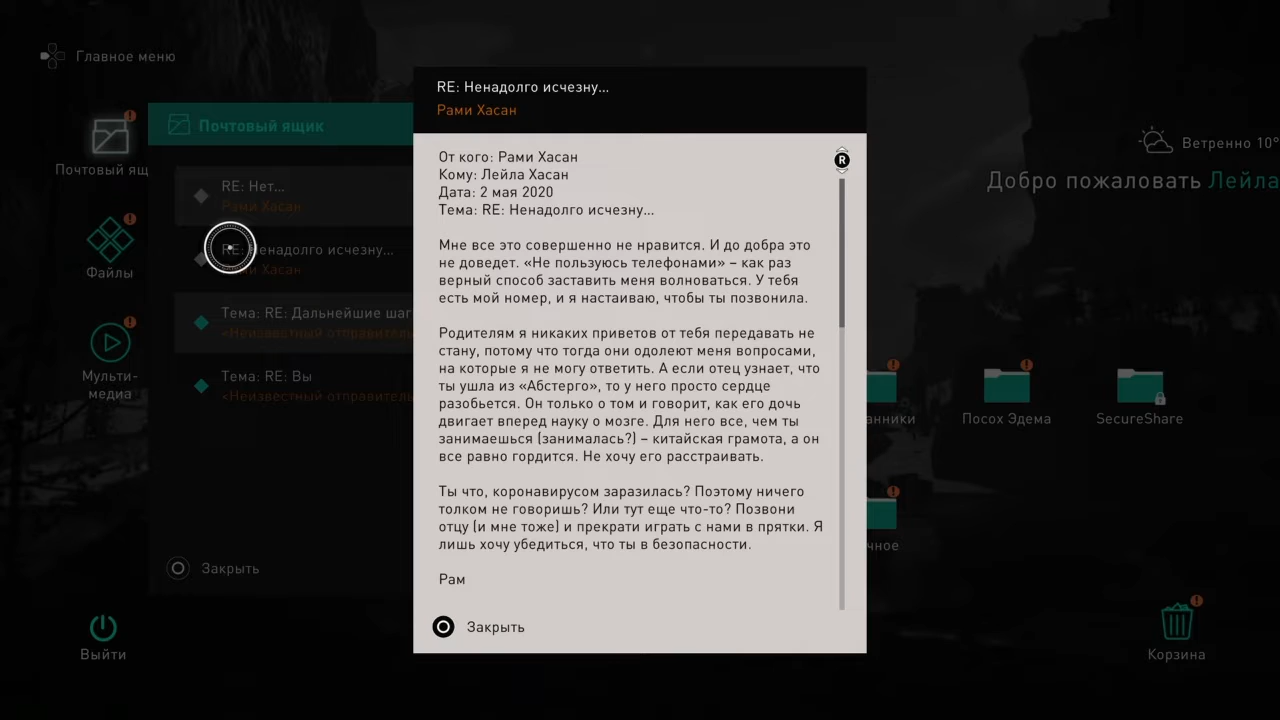 Главное меню
Почтовый ящ
Файлы
Мульти-
медиа
Выйти
Почтовый ящик
RE: Нет...
Рами Хасан
RE: Ненадолго исчезну...
Рами Хасан
Тема: RE: Дальнейшие шаг
<Неизвестный отправитель
Тема: RE: Вы
<Неизвестный отправитель
Закрыть
RE: Ненадолго исчезну...
Рами Хасан
От кого: Рами Хасан
Кому: Лейла Хасан
Дата: 2 мая 2020
Тема: RE: Ненадолго исчезну...
R
Мне все это совершенно не нравится. И до добра это
не доведет. «Не пользуюсь телефонами» – как раз
верный способ заставить меня волноваться. У тебя
есть мой номер, и я настаиваю, чтобы ты позвонила.
Родителям я никаких приветов от тебя передавать не
стану, потому что тогда они одолеют меня вопросами,
на которые я не могу ответить. А если отец узнает, что
ты ушла из «Абстерго», то у него просто сердце
разобьется. Он только о том и говорит, как его дочь
двигает вперед науку о мозге. Для него все, чем ты
занимаешься (занималась?) – китайская грамота, а он
все равно гордится. Не хочу его расстраивать.
Ты что, коронавирусом заразилась? Поэтому ничего
толком не говоришь? Или тут еще что-то? Позвони
отцу (и мне тоже) и прекрати играть с нами в прятки. Я
лишь хочу убедиться, что ты в безопасности.
Рам
Закрыть
Ветренно 10°
Добро пожаловать Лейла
анники
Посох Эдема
SecureShare
чное
Корзина